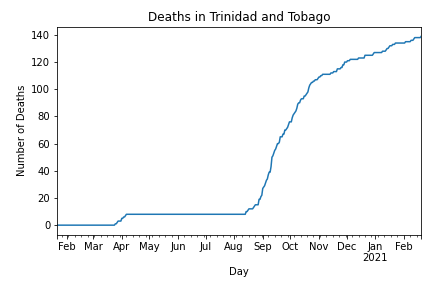 Deaths in Trinidad and Tobago
140
120
100
80
60
40
20
0
Number of Deaths
Feb Mar Apr May Jun Jul Aug Sep Oct Nov Dec Jan Feb
2021
Day